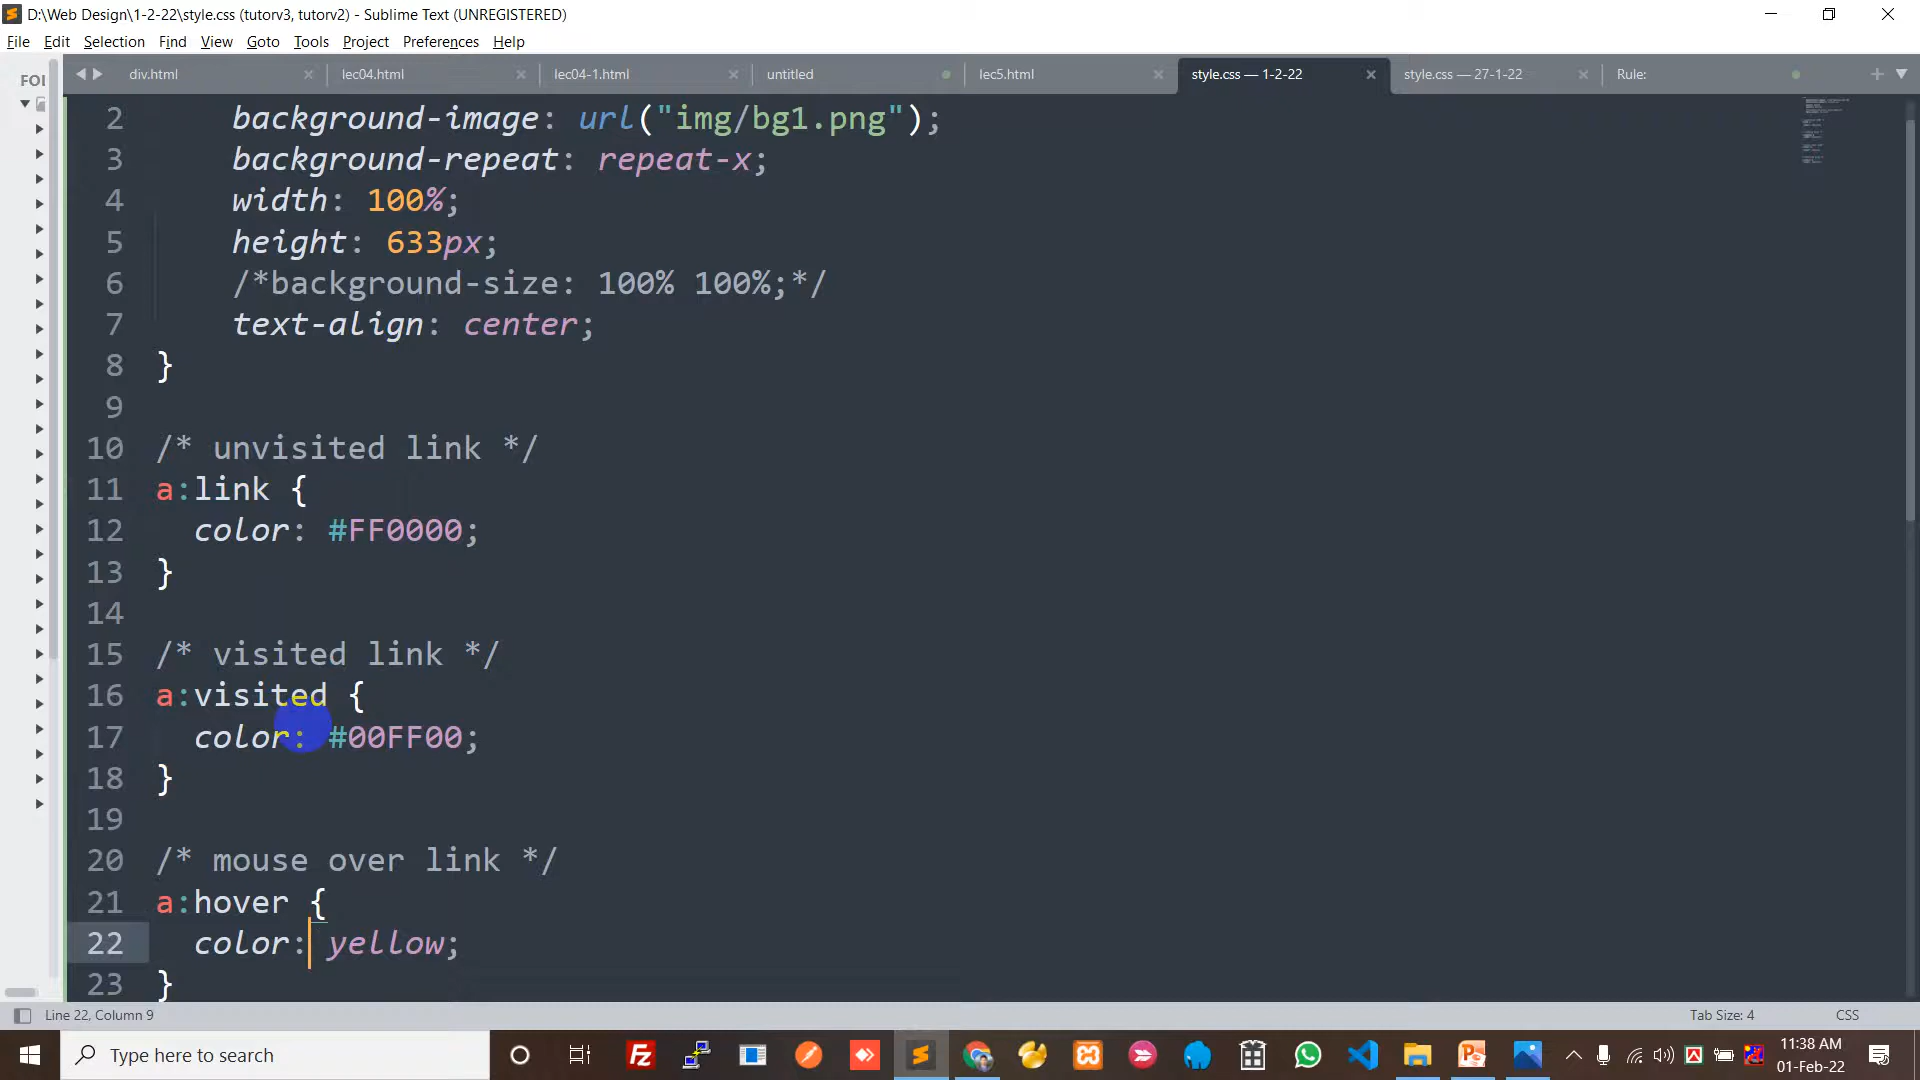 D:\Web Design\1-2-22\style.css (tutorv3, tutorv2) - Sublime Text (UNREGISTERED)
File Edit Selection Find View Goto Tools Project Preferences Help
FOI
div.html lec04.html lec04-1.html untitled lec5.html style.css — 1-2-22 style.css — 27-1-22 Rule:
2 background-image: url("img/bg1.png");
3 background-repeat: repeat-x;
4 width: 100%;
5 height: 633px;
6 /*background-size: 100% 100%;*/
7 text-align: center;
8 }
9
10 /* unvisited link */
11 a:link {
12 color: #FF0000;
13 }
14
15 /* visited link */
16 a:visited {
17 color: #00FF00;
18 }
19
20 /* mouse over link */
21 a:hover {
22 color: yellow;
23 }
Line 22, Column 9 Tab Size: 4 CSS
Type here to search
11:38 AM
01-Feb-22